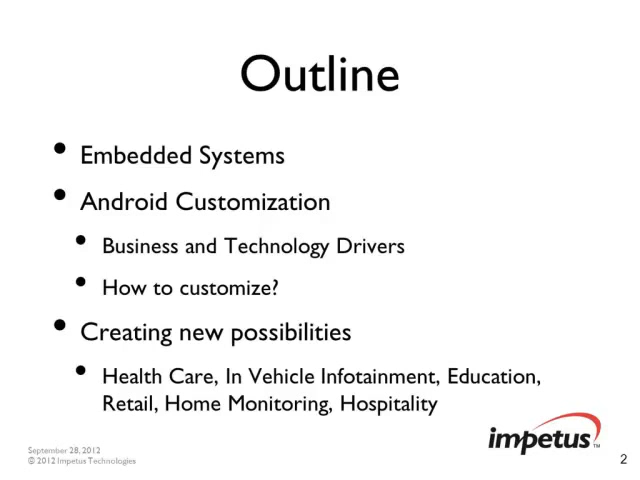 Outline
• Embedded Systems
• Android Customization
• Business and Technology Drivers
• How to customize?
• Creating new possibilities
• Health Care, In Vehicle Infotainment, Education,
Retail, Home Monitoring, Hospitality
impetus™
September 28, 2012
© 2012 Impetus Technologies
2